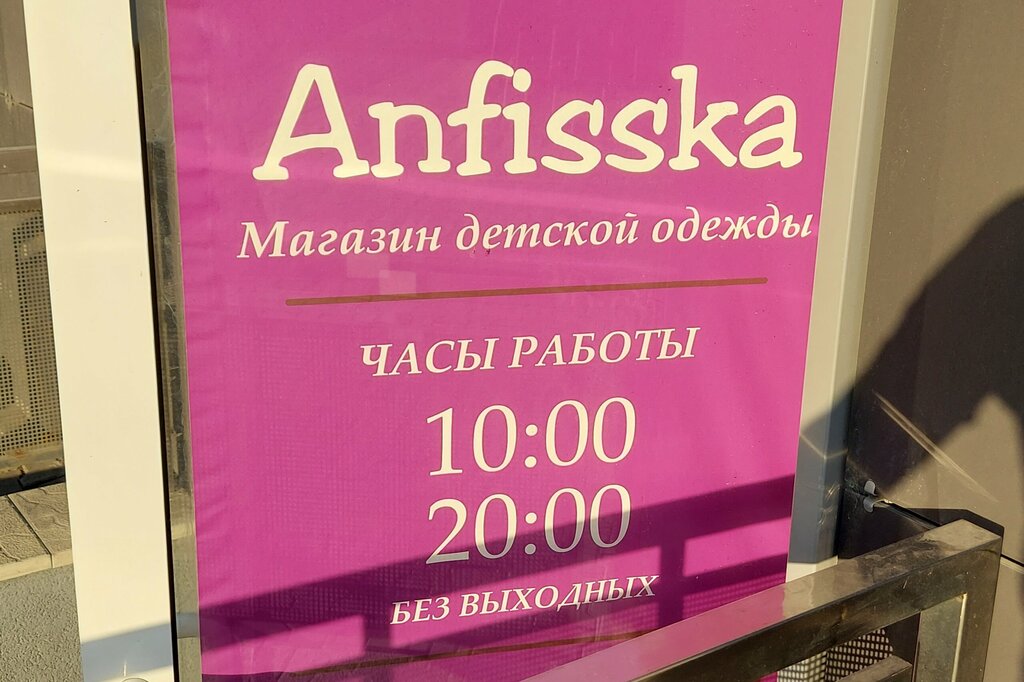 Anfisska
Магазин детской одежды
ЧАСЫ РАБОТЫ
10:00
20:00
БЕЗ ВЫХОДНЫХ